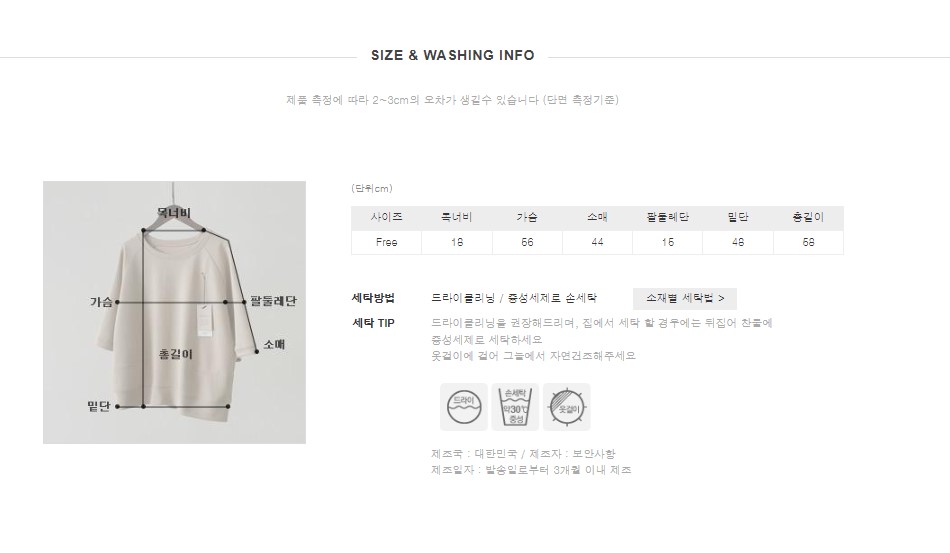 SIZE & WASHING INFO
제품 측정에 따라 2~3cm의 오차가 생길수 있습니다 (단면 측정기준)
(단위cm)
사이즈 목너비 가슴 소매 팔둘레단 밑단 총길이
Free 18 66 44 16 48 68
목너비
가슴
팔둘레단
소매
총길이
밑단
세탁방법 드라이클리닝 / 중성세제로 손세탁 소재별 세탁법 >
세탁 TIP 드라이클리닝을 권장해드리며, 집에서 세탁 할 경우에는 뒤집어 찬물에
중성세제로 세탁하세요
옷걸이에 걸어 그늘에서 자연건조해주세요
드라이
손세탁
약30℃
중성
옷걸이
제조국 : 대한민국 / 제조자 : 보안사항
제조일자 : 발송일로부터 3개월 이내 제조